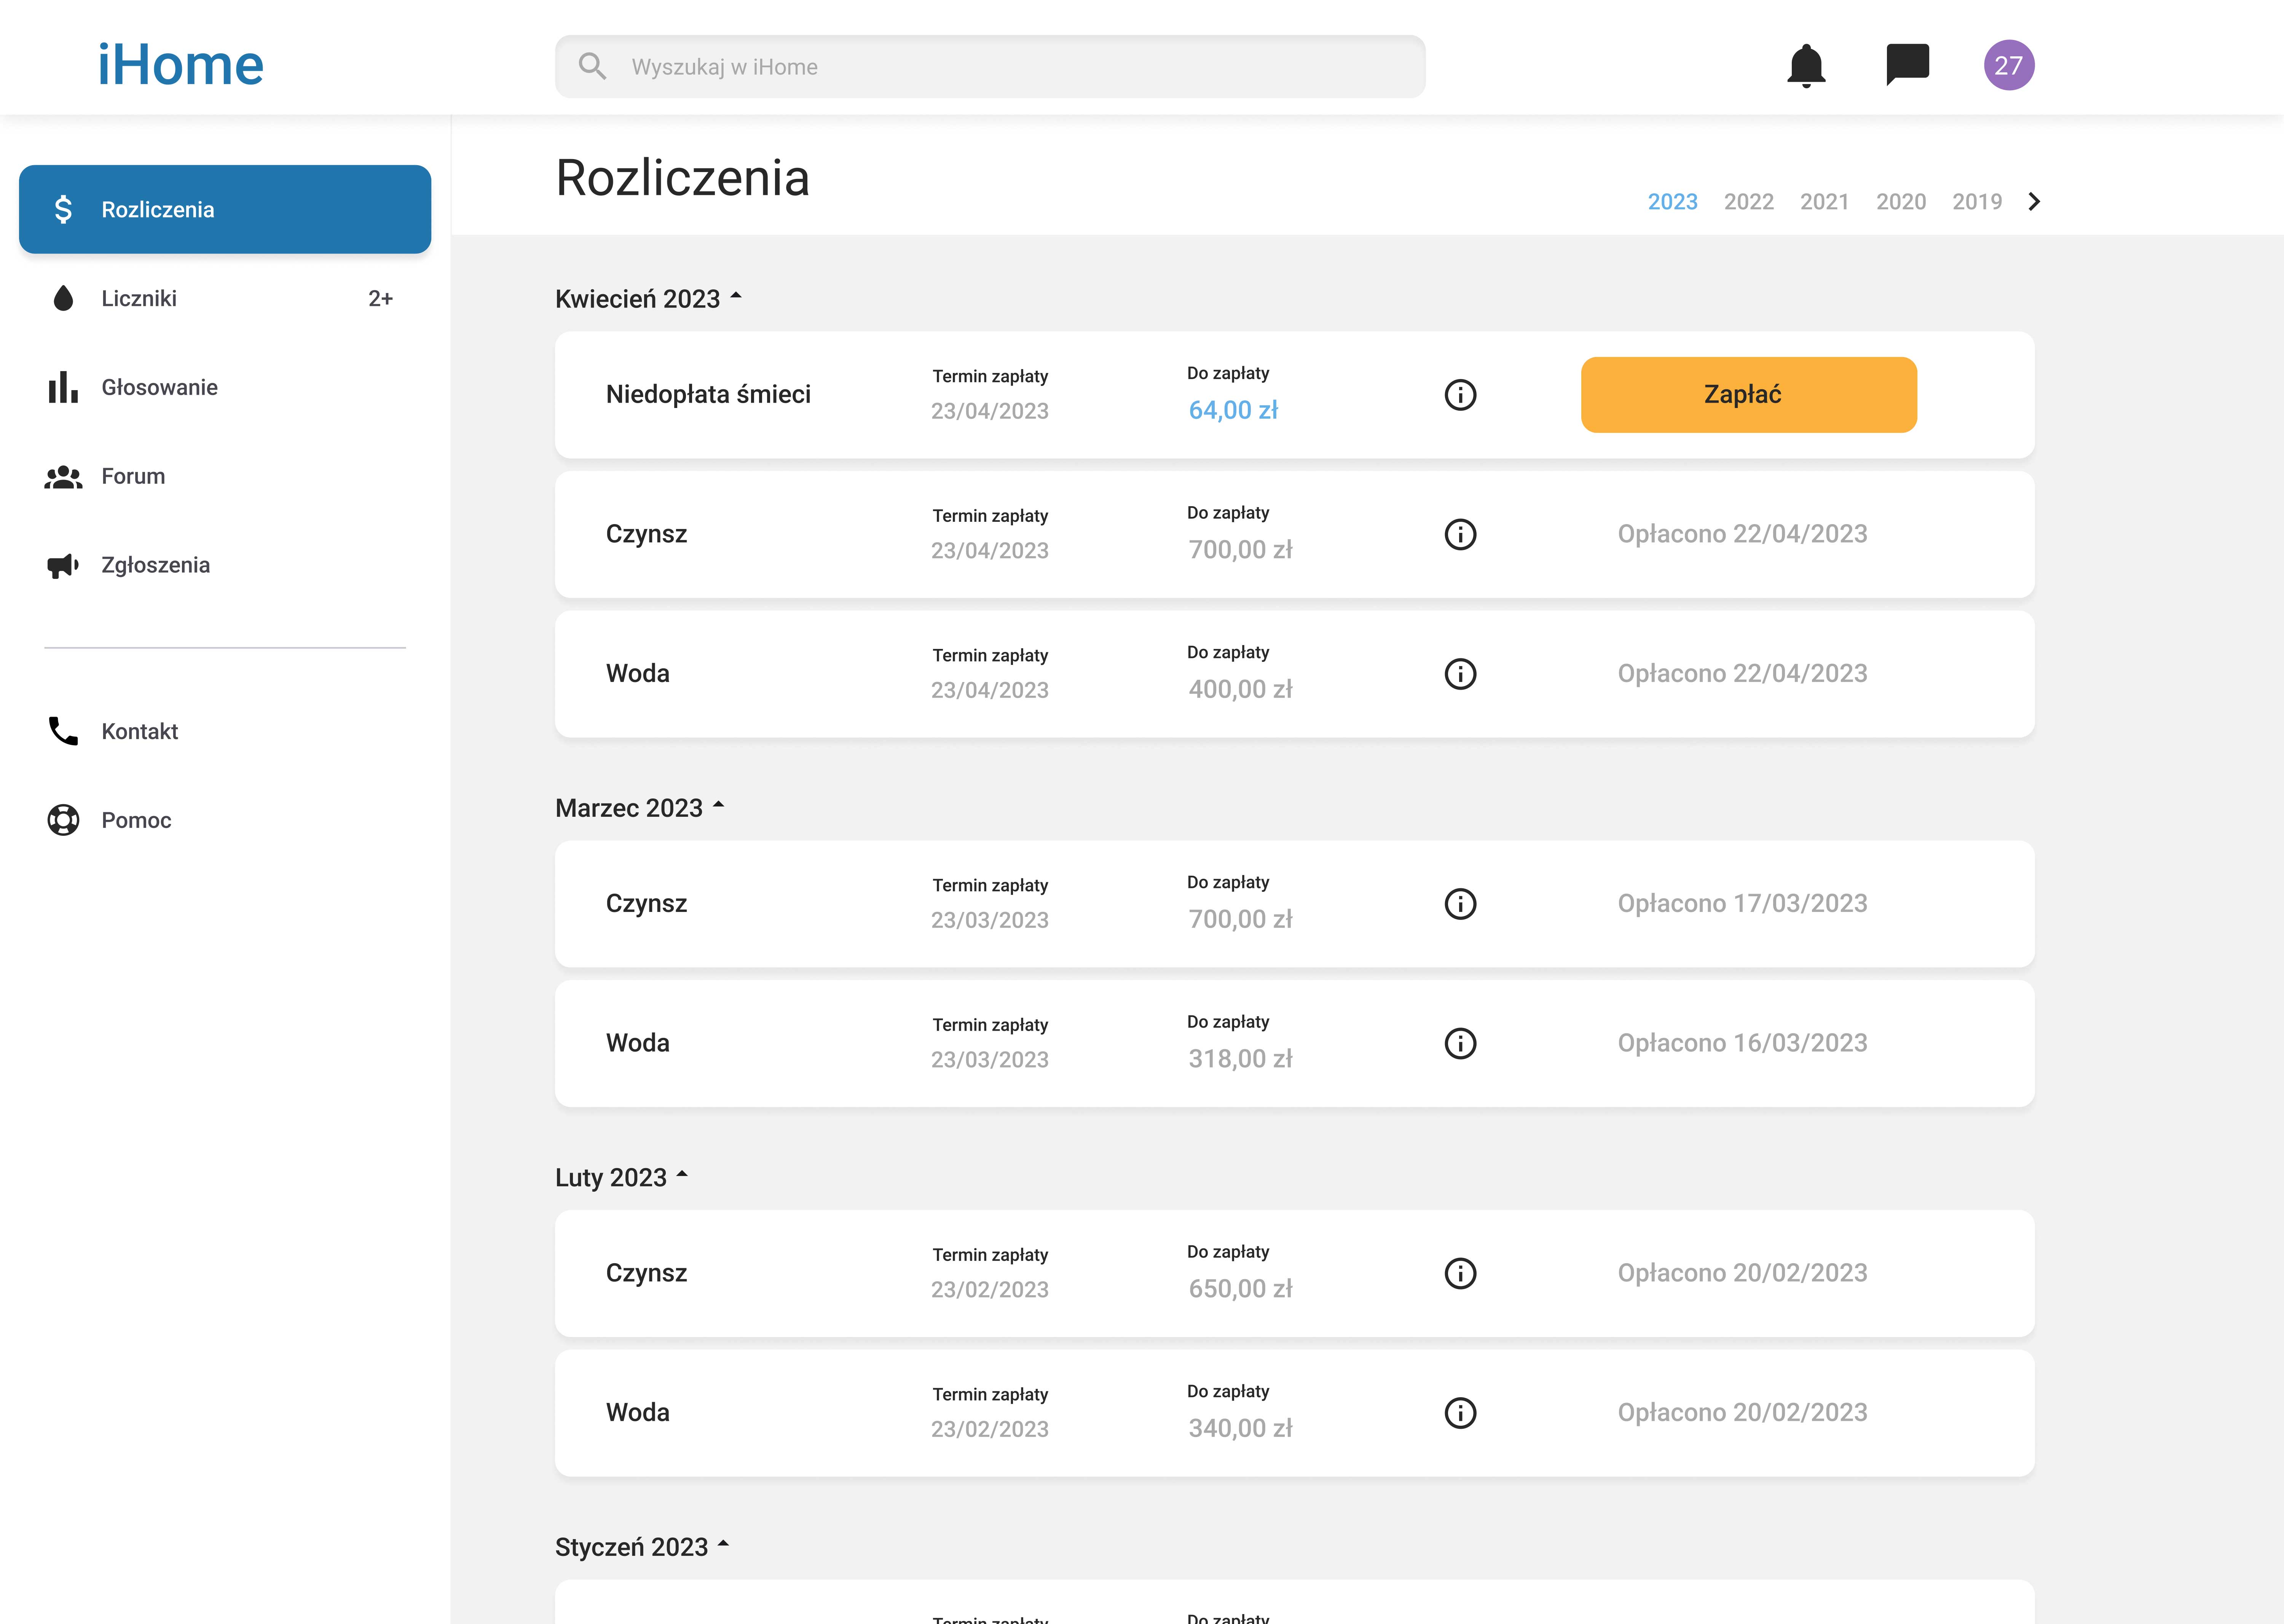 iHome
Wyszukaj w iHome
27
Rozliczenia
Liczniki 2+
Głosowanie
Forum
Zgłoszenia
Kontakt
Pomoc
Rozliczenia
2023 2022 2021 2020 2019
Kwiecień 2023
Niedopłata śmieci
Termin zapłaty
23/04/2023
Do zapłaty
64,00 zł
Zapłać
Czynsz
Termin zapłaty
23/04/2023
Do zapłaty
700,00 zł
Opłacono 22/04/2023
Woda
Termin zapłaty
23/04/2023
Do zapłaty
400,00 zł
Opłacono 22/04/2023
Marzec 2023
Czynsz
Termin zapłaty
23/03/2023
Do zapłaty
700,00 zł
Opłacono 17/03/2023
Woda
Termin zapłaty
23/03/2023
Do zapłaty
318,00 zł
Opłacono 16/03/2023
Luty 2023
Czynsz
Termin zapłaty
23/02/2023
Do zapłaty
650,00 zł
Opłacono 20/02/2023
Woda
Termin zapłaty
23/02/2023
Do zapłaty
340,00 zł
Opłacono 20/02/2023
Styczeń 2023
Termin zapłaty
Do zapłaty